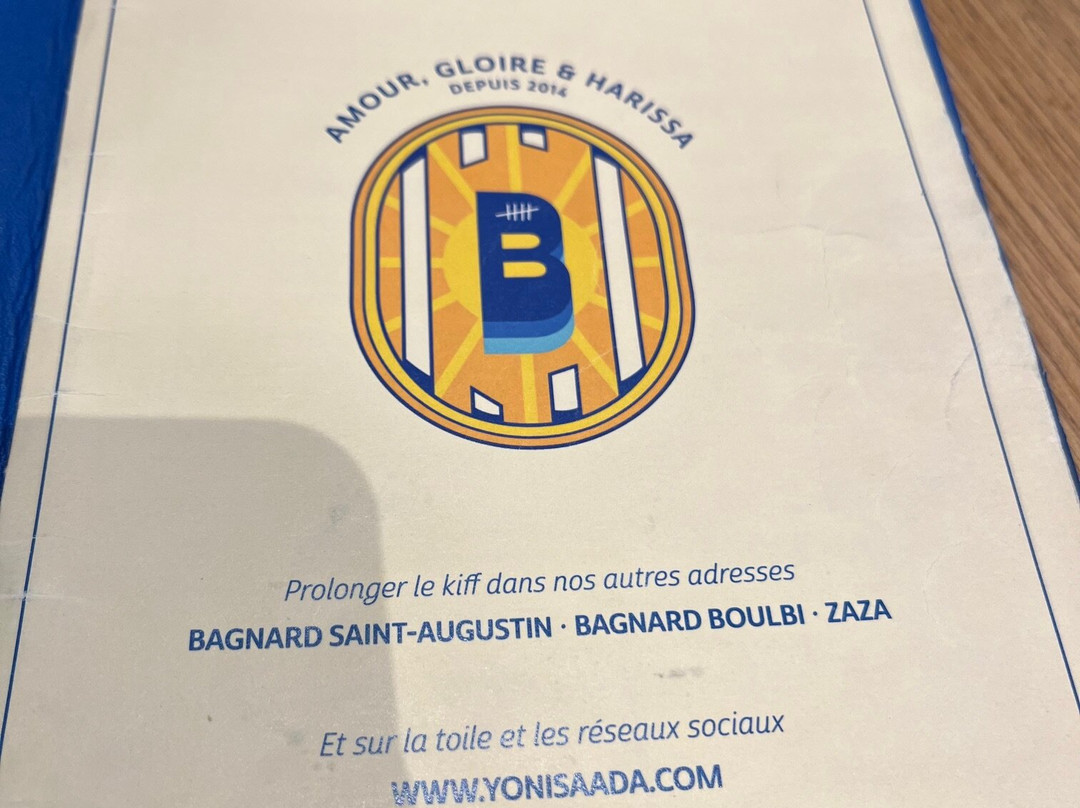 AMOUR, GLOIRE & HARISSA
DEPUIS 2014
B
Prolonger le kiff dans nos autres adresses
BAGNARD SAINT-AUGUSTIN · BAGNARD BOULBI · ZAZA
Et sur la toile et les réseaux sociaux
WWW.YONISAADA.COM